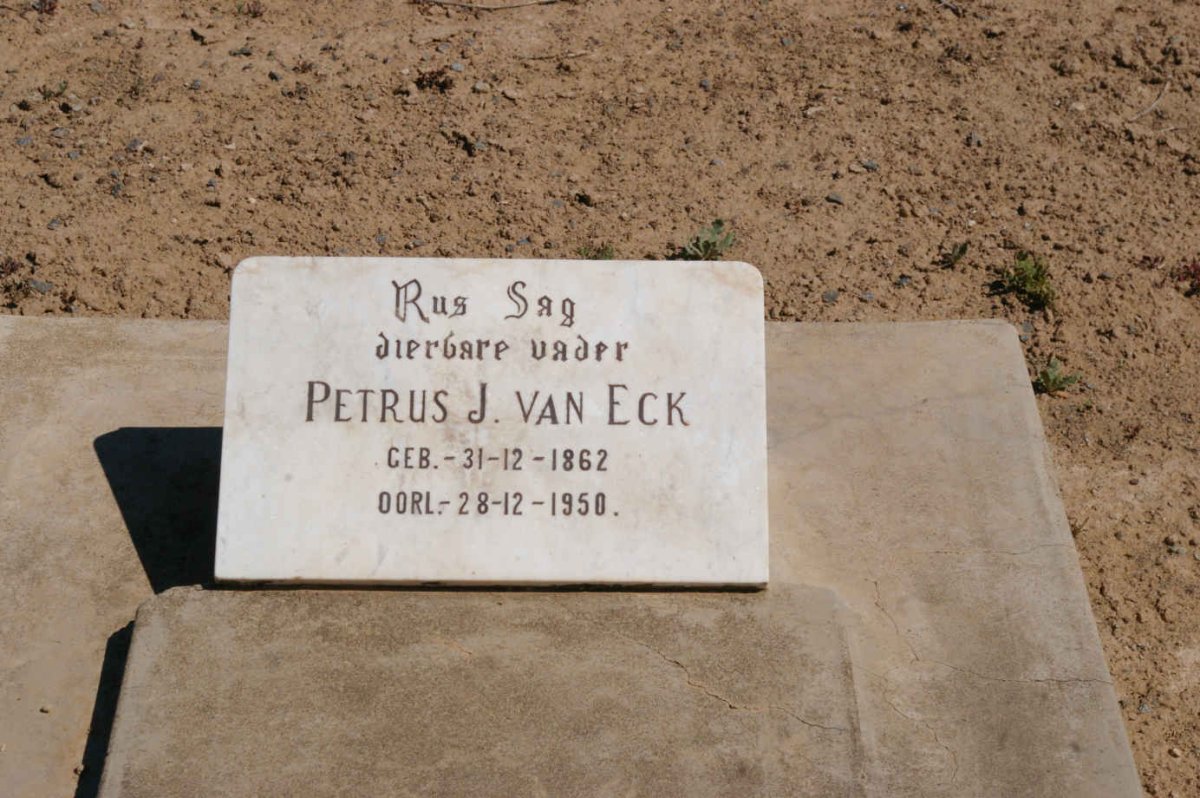 Rus Sag
dierbare vader
PETRUS J. VAN ECK
GEB.-31-12-1862
OORL.-28-12-1950.